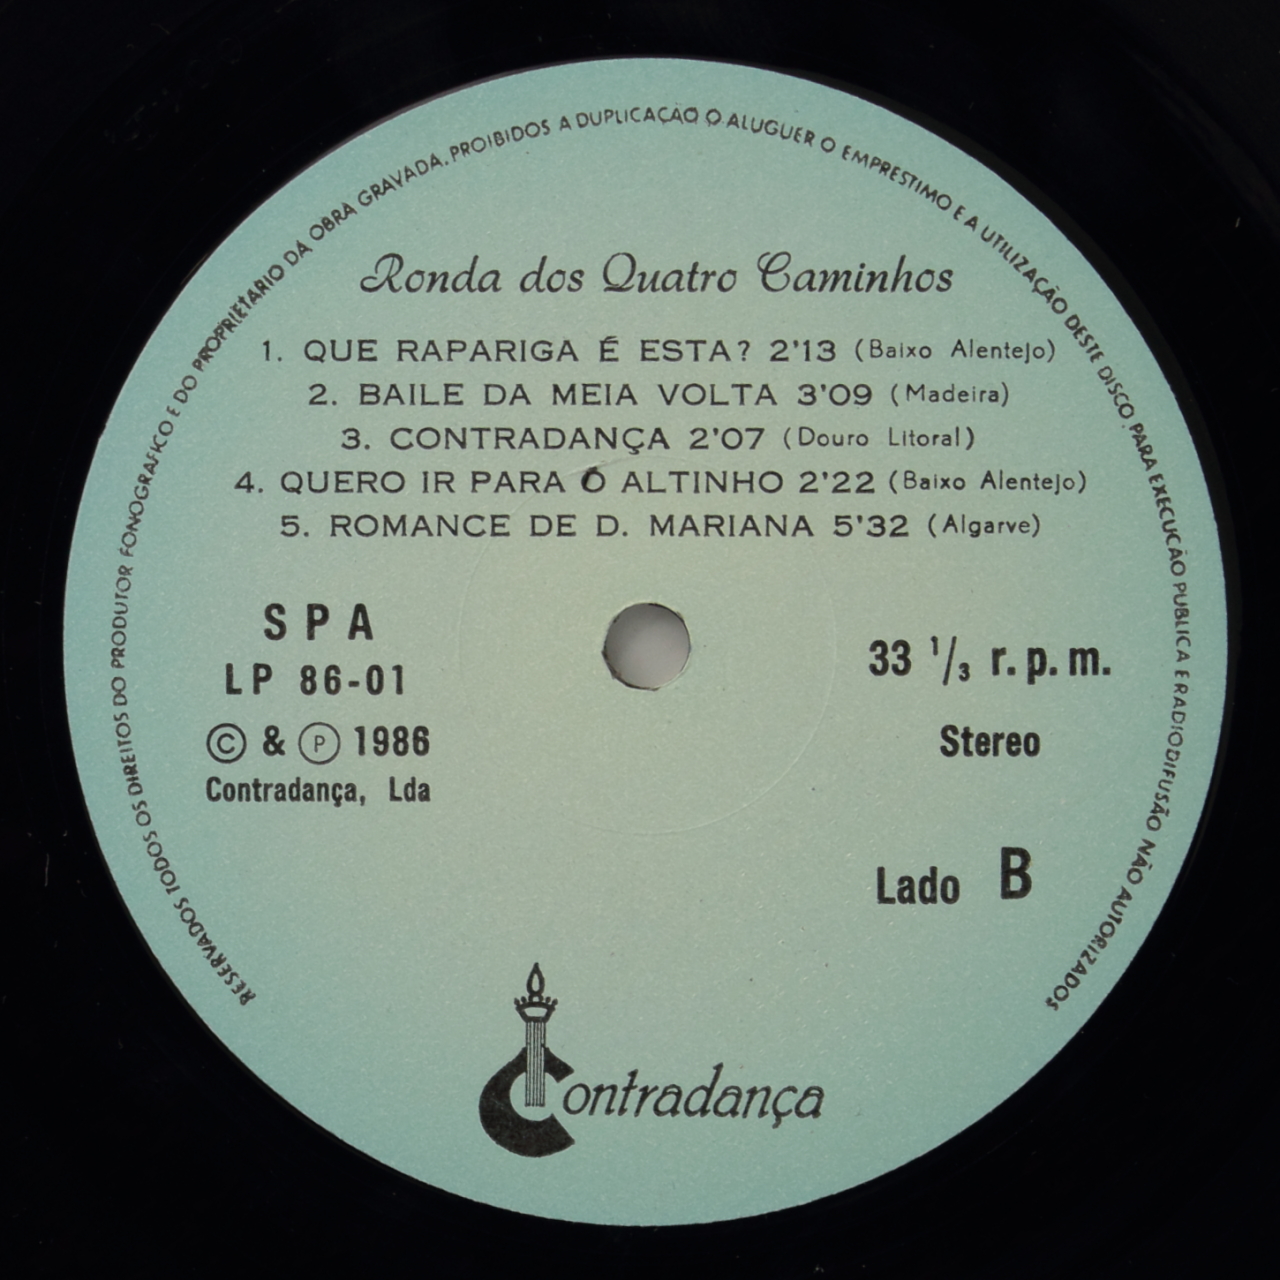 RESERVADOS TODOS OS DIREITOS DO PRODUTOR FONOGRAFICO E DO PROPRIETARIO DA OBRA GRAVADA. PROIBIDOS A DUPLICAÇÃO O ALUGUER O EMPRESTIMO E A UTILIZAÇÃO DESTE DISCO. PARA EXECUÇÃO PUBLICA E RADIODIFUSÃO NÃO AUTORIZADOS
Ronda dos Quatro Caminhos
1. QUE RAPARIGA É ESTA? 2'13 (Baixo Alentejo)
2. BAILE DA MEIA VOLTA 3'09 (Madeira)
3. CONTRADANÇA 2'07 (Douro Litoral)
4. QUERO IR PARA Ó ALTINHO 2'22 (Baixo Alentejo)
5. ROMANCE DE D. MARIANA 5'32 (Algarve)
SPA
LP 86-01
© & ℗ 1986
Contradança, Lda
33 1/3 r.p.m.
Stereo
Lado B
Contradança